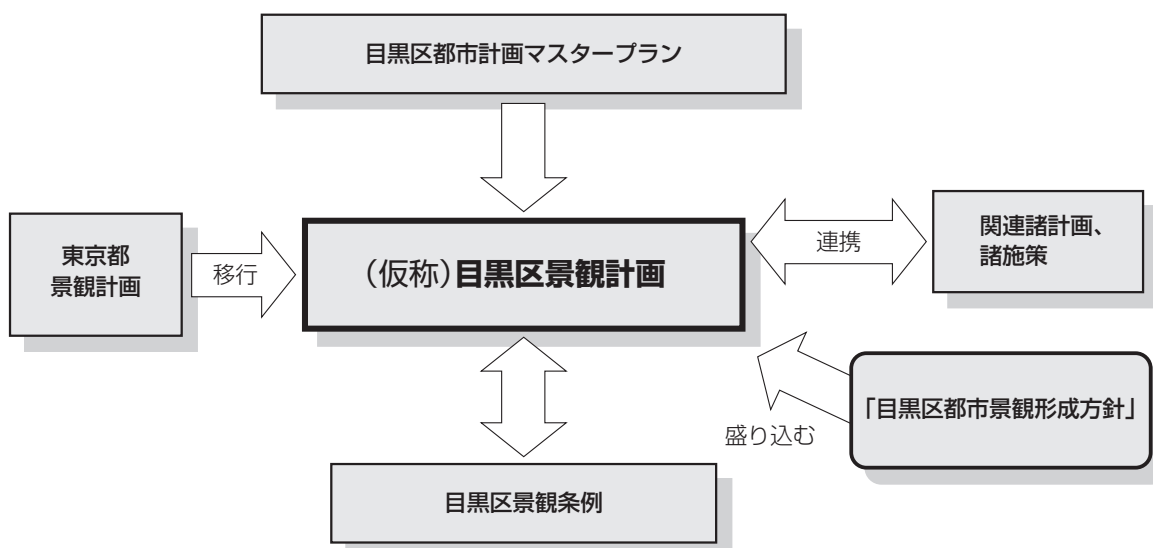 目黒区都市計画マスタープラン
東京都
景観計画
移行
（仮称）目黒区景観計画
連携
関連諸計画、
諸施策
「目黒区都市景観形成方針」
盛り込む
目黒区景観条例